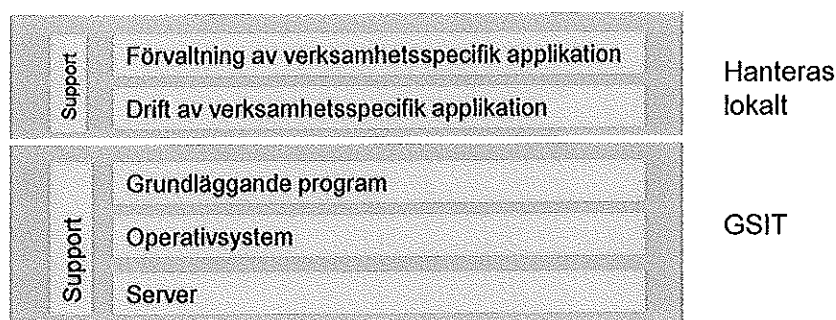 Support
Förvaltning av verksamhetsspecifik applikation
Drift av verksamhetsspecifik applikation
Hanteras
lokalt
Support
Grundläggande program
Operativsystem
Server
GSIT